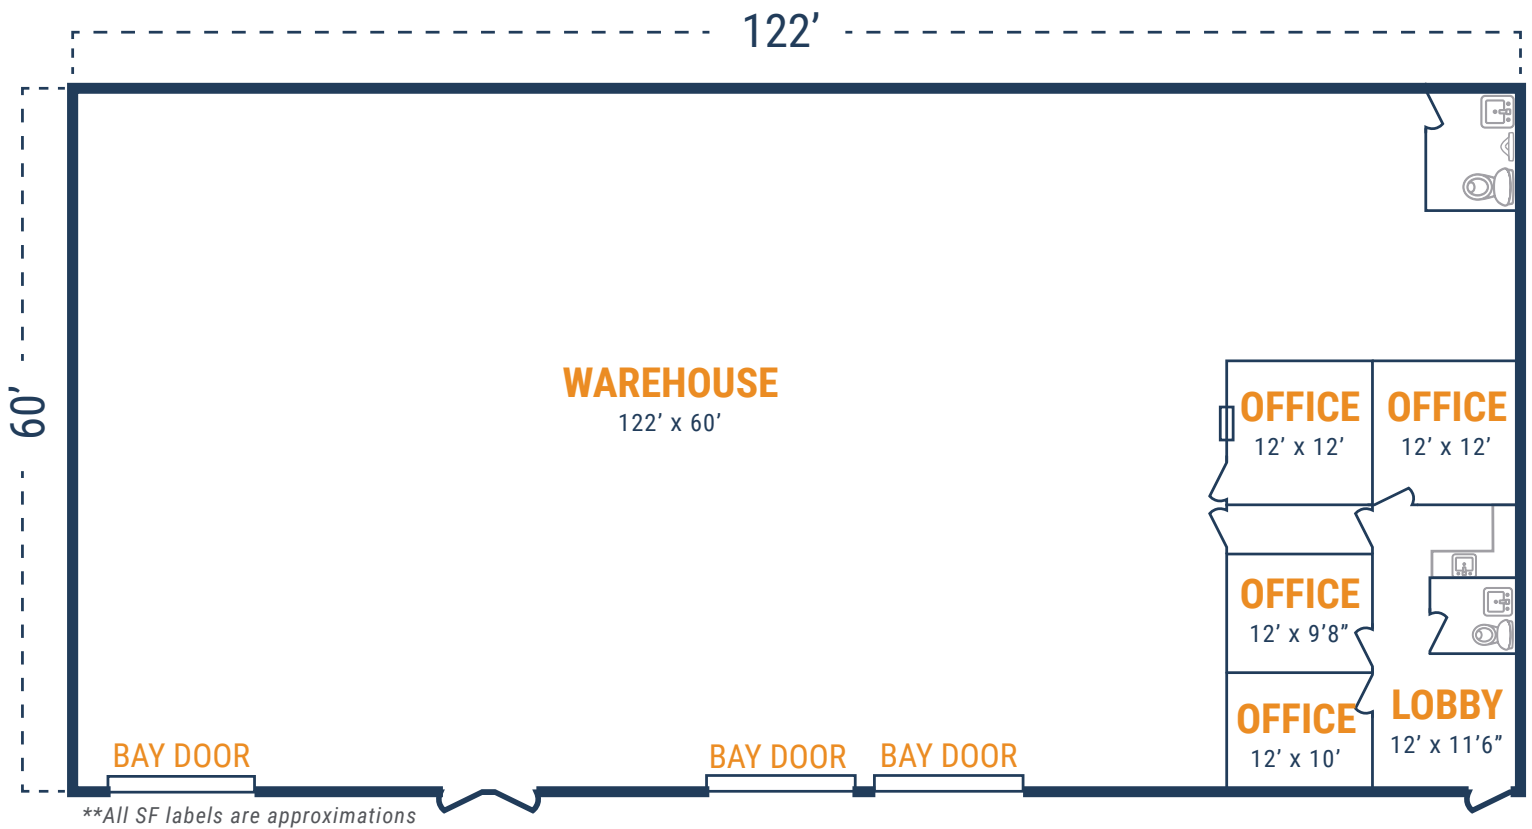 122’
60’
WAREHOUSE
122’ x 60’
OFFICE
12’ x 12’
OFFICE
12’ x 12’
OFFICE
12’ x 9’8”
OFFICE
12’ x 10’
LOBBY
12’ x 11’6”
BAY DOOR
BAY DOOR
BAY DOOR
**All SF labels are approximations